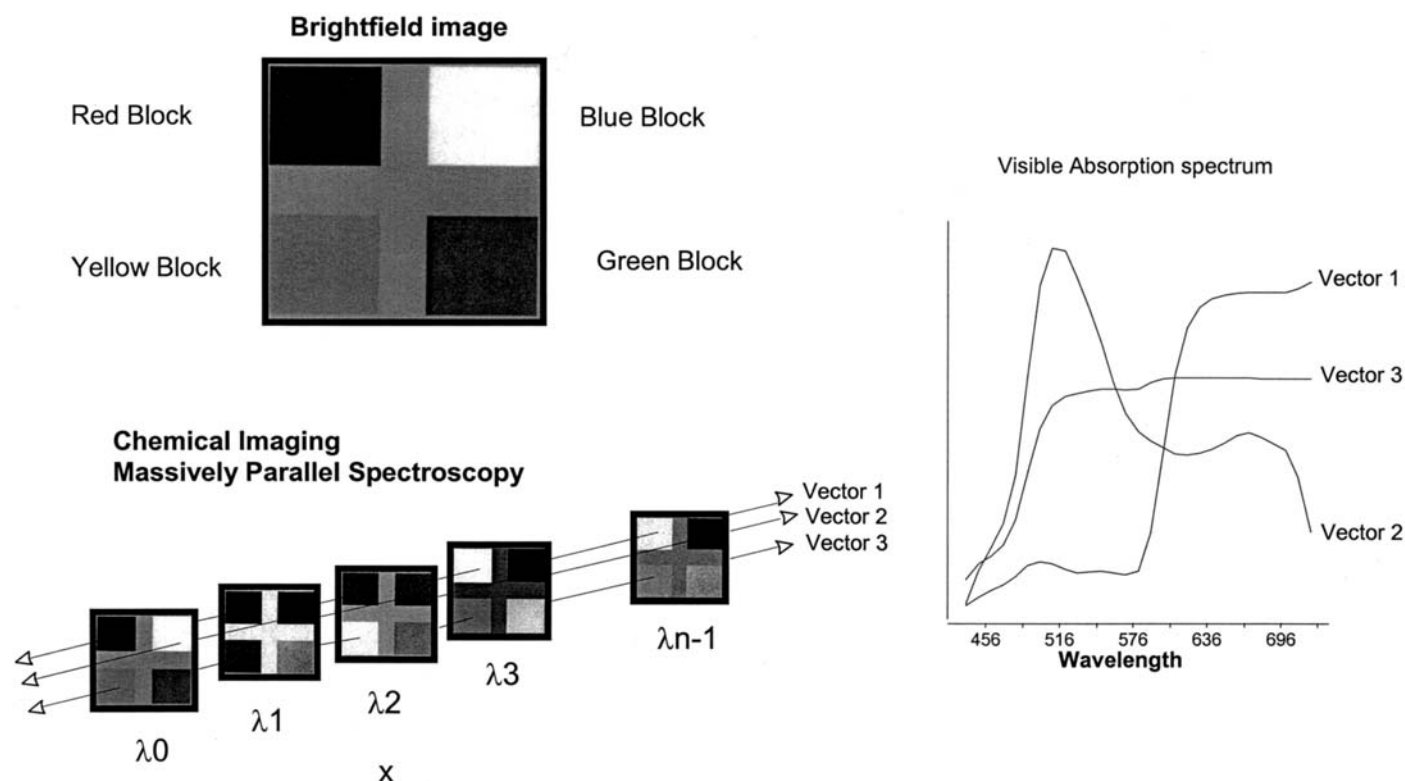 Brightfield image
Red Block
Blue Block
Yellow Block
Green Block
Chemical Imaging
Massively Parallel Spectroscopy
Vector 1
Vector 2
Vector 3
λ0
λ1
λ2
λ3
λn-1
x
Visible Absorption spectrum
Vector 1
Vector 3
Vector 2
456 516 576 636 696
Wavelength